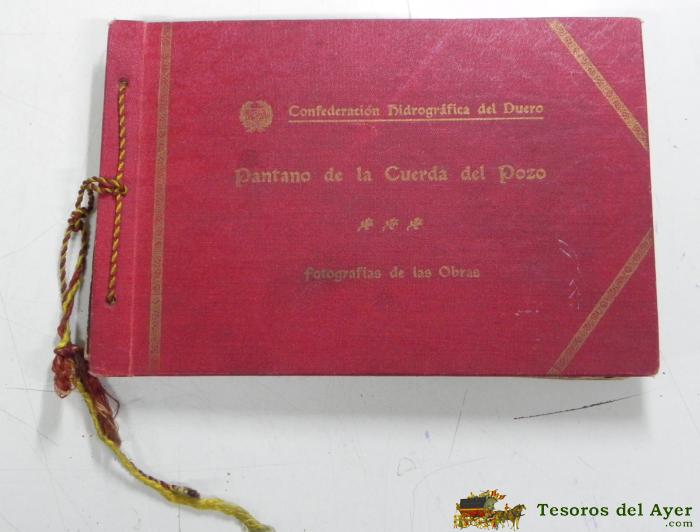 Confederación Hidrográfica del Duero
Pantano de la Cuerda del Pozo
Fotografías de las Obras
Tesoros del Ayer
.com